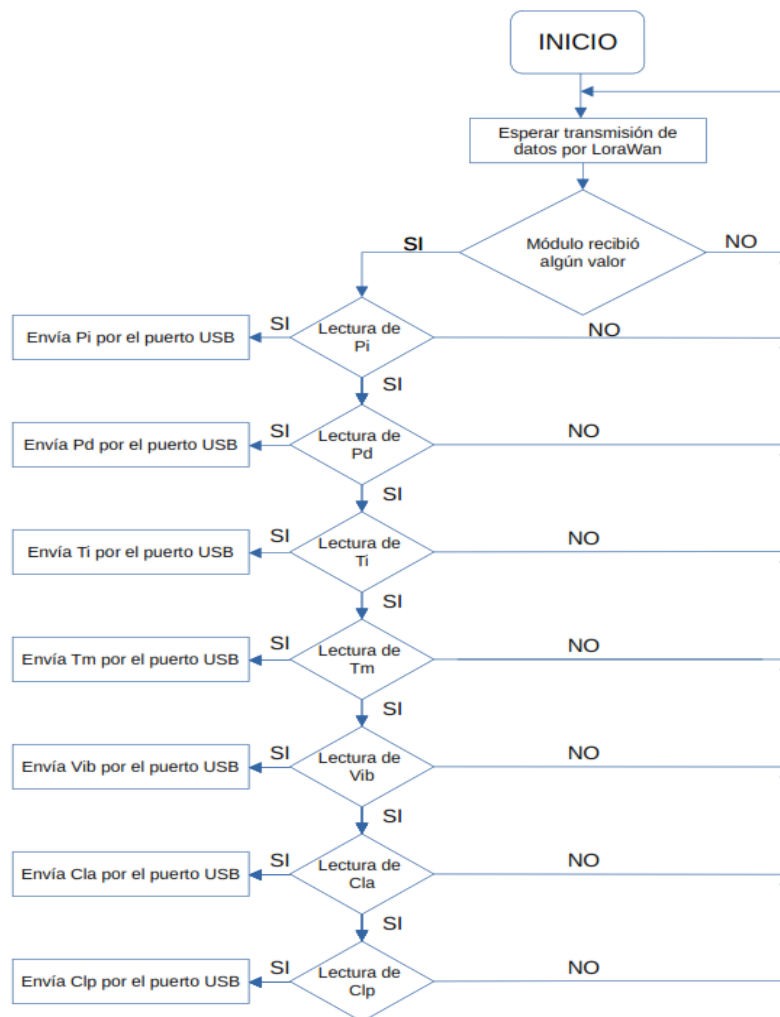 INICIO
Esperar transmisión de
datos por LoraWan
Módulo recibió
algún valor
SI
NO
Lectura de
Pi
SI
Envía Pi por el puerto USB
NO
SI
Lectura de
Pd
SI
Envía Pd por el puerto USB
NO
SI
Lectura de
Ti
SI
Envía Ti por el puerto USB
NO
SI
Lectura de
Tm
SI
Envía Tm por el puerto USB
NO
SI
Lectura de
Vib
SI
Envía Vib por el puerto USB
NO
SI
Lectura de
Cla
SI
Envía Cla por el puerto USB
NO
SI
Lectura de
Clp
SI
Envía Clp por el puerto USB
NO